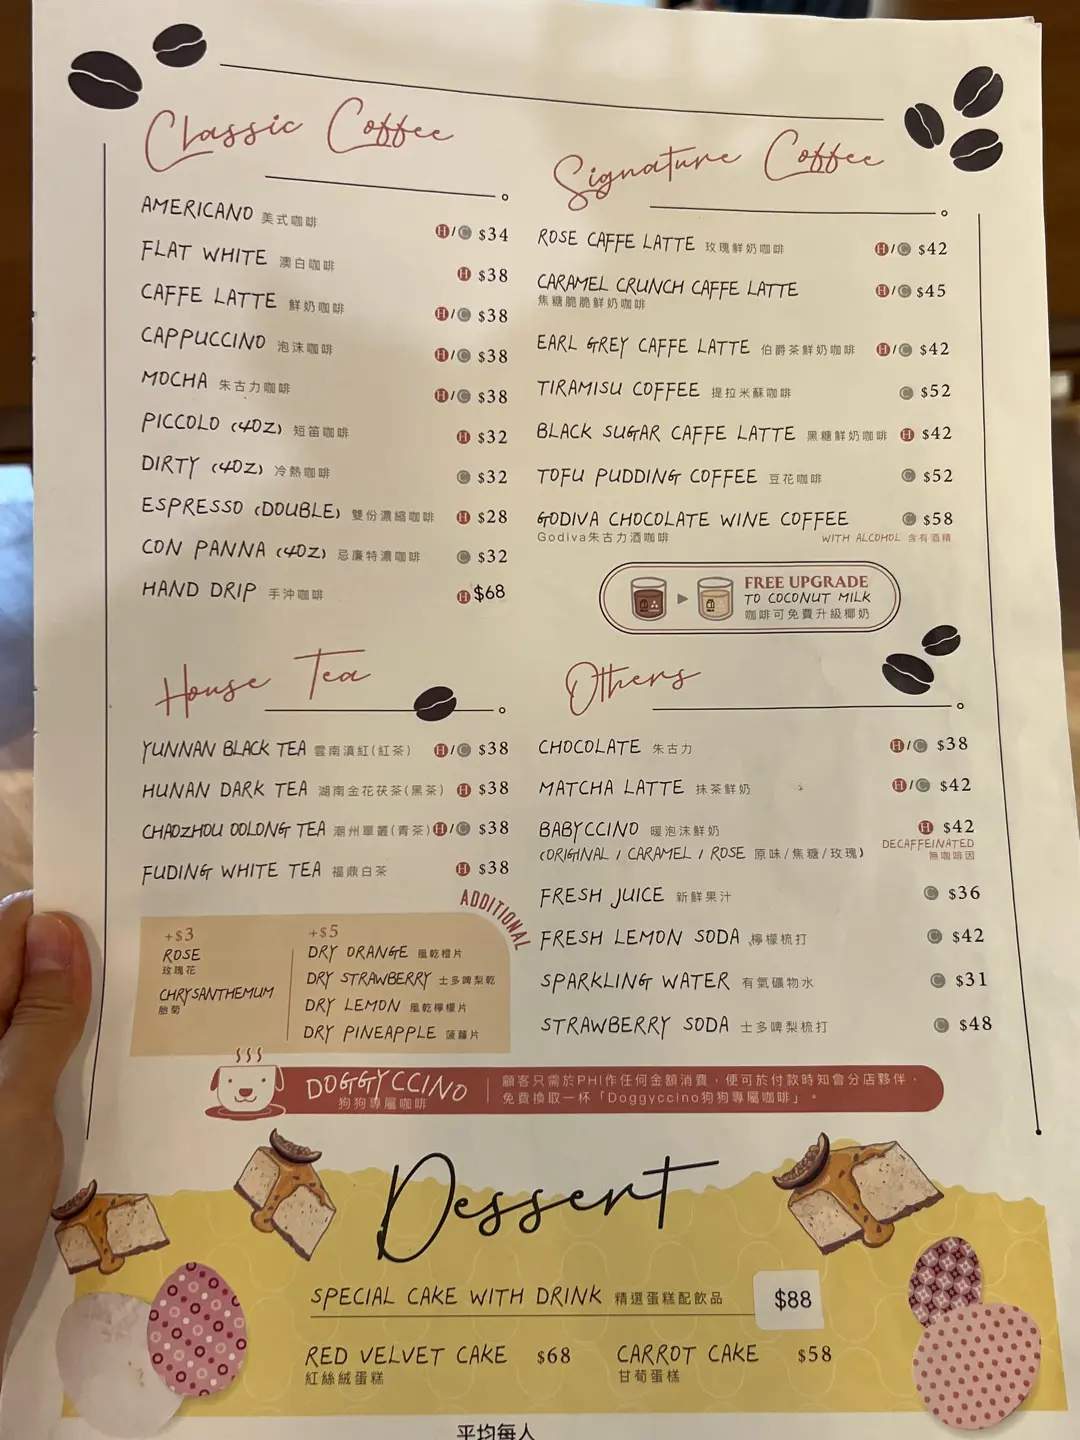 Classic Coffee
AMERICANO 美式咖啡 H/C $34
FLAT WHITE 澳白咖啡 H $38
CAFFE LATTE 鮮奶咖啡 H/C $38
CAPPUCCINO 泡沫咖啡 H/C $38
MOCHA 朱古力咖啡 H/C $38
PICCOLO (4OZ) 短笛咖啡 H $32
DIRTY (4OZ) 冷熱咖啡 C $32
ESPRESSO (DOUBLE) 雙份濃縮咖啡 H $28
CON PANNA (4OZ) 忌廉特濃咖啡 C $32
HAND DRIP 手沖咖啡 H $68
Signature Coffee
ROSE CAFFE LATTE 玫瑰鮮奶咖啡 H/C $42
CARAMEL CRUNCH CAFFE LATTE H/C $45
焦糖脆脆鮮奶咖啡
EARL GREY CAFFE LATTE 伯爵茶鮮奶咖啡 H/C $42
TIRAMISU COFFEE 提拉米蘇咖啡 C $52
BLACK SUGAR CAFFE LATTE 黑糖鮮奶咖啡 H $42
TOFU PUDDING COFFEE 豆花咖啡 C $52
GODIVA CHOCOLATE WINE COFFEE C $58
Godiva朱古力酒咖啡 WITH ALCOHOL 含有酒精
FREE UPGRADE
TO COCONUT MILK
咖啡可免費升級椰奶
House Tea
YUNNAN BLACK TEA 雲南滇紅(紅茶) H/C $38
HUNAN DARK TEA 湖南金花茯茶(黑茶) H $38
CHAOZHOU OOLONG TEA 潮州單叢(青茶) H/C $38
FUDING WHITE TEA 福鼎白茶 H $38
ADDITIONAL
+$3
ROSE
玫瑰花
CHRYSANTHEMUM
胎菊
+$5
DRY ORANGE 風乾橙片
DRY STRAWBERRY 士多啤梨乾
DRY LEMON 風乾檸檬片
DRY PINEAPPLE 菠蘿片
Others
CHOCOLATE 朱古力 H/C $38
MATCHA LATTE 抹茶鮮奶 H/C $42
BABYCCINO 暖泡沫鮮奶 H $42
(ORIGINAL / CARAMEL / ROSE 原味/焦糖/玫瑰) DECAFFEINATED
無咖啡因
FRESH JUICE 新鮮果汁 C $36
FRESH LEMON SODA 檸檬梳打 C $42
SPARKLING WATER 有氣礦物水 C $31
STRAWBERRY SODA 士多啤梨梳打 C $48
DOGGYCCINO
狗狗專屬咖啡
顧客只需於PHI作任何金額消費，便可於付款時知會分店夥伴，
免費換取一杯「Doggyccino狗狗專屬咖啡」。
Dessert
SPECIAL CAKE WITH DRINK 精選蛋糕配飲品 $88
RED VELVET CAKE $68 CARROT CAKE $58
紅絲絨蛋糕 甘荀蛋糕
平均每人